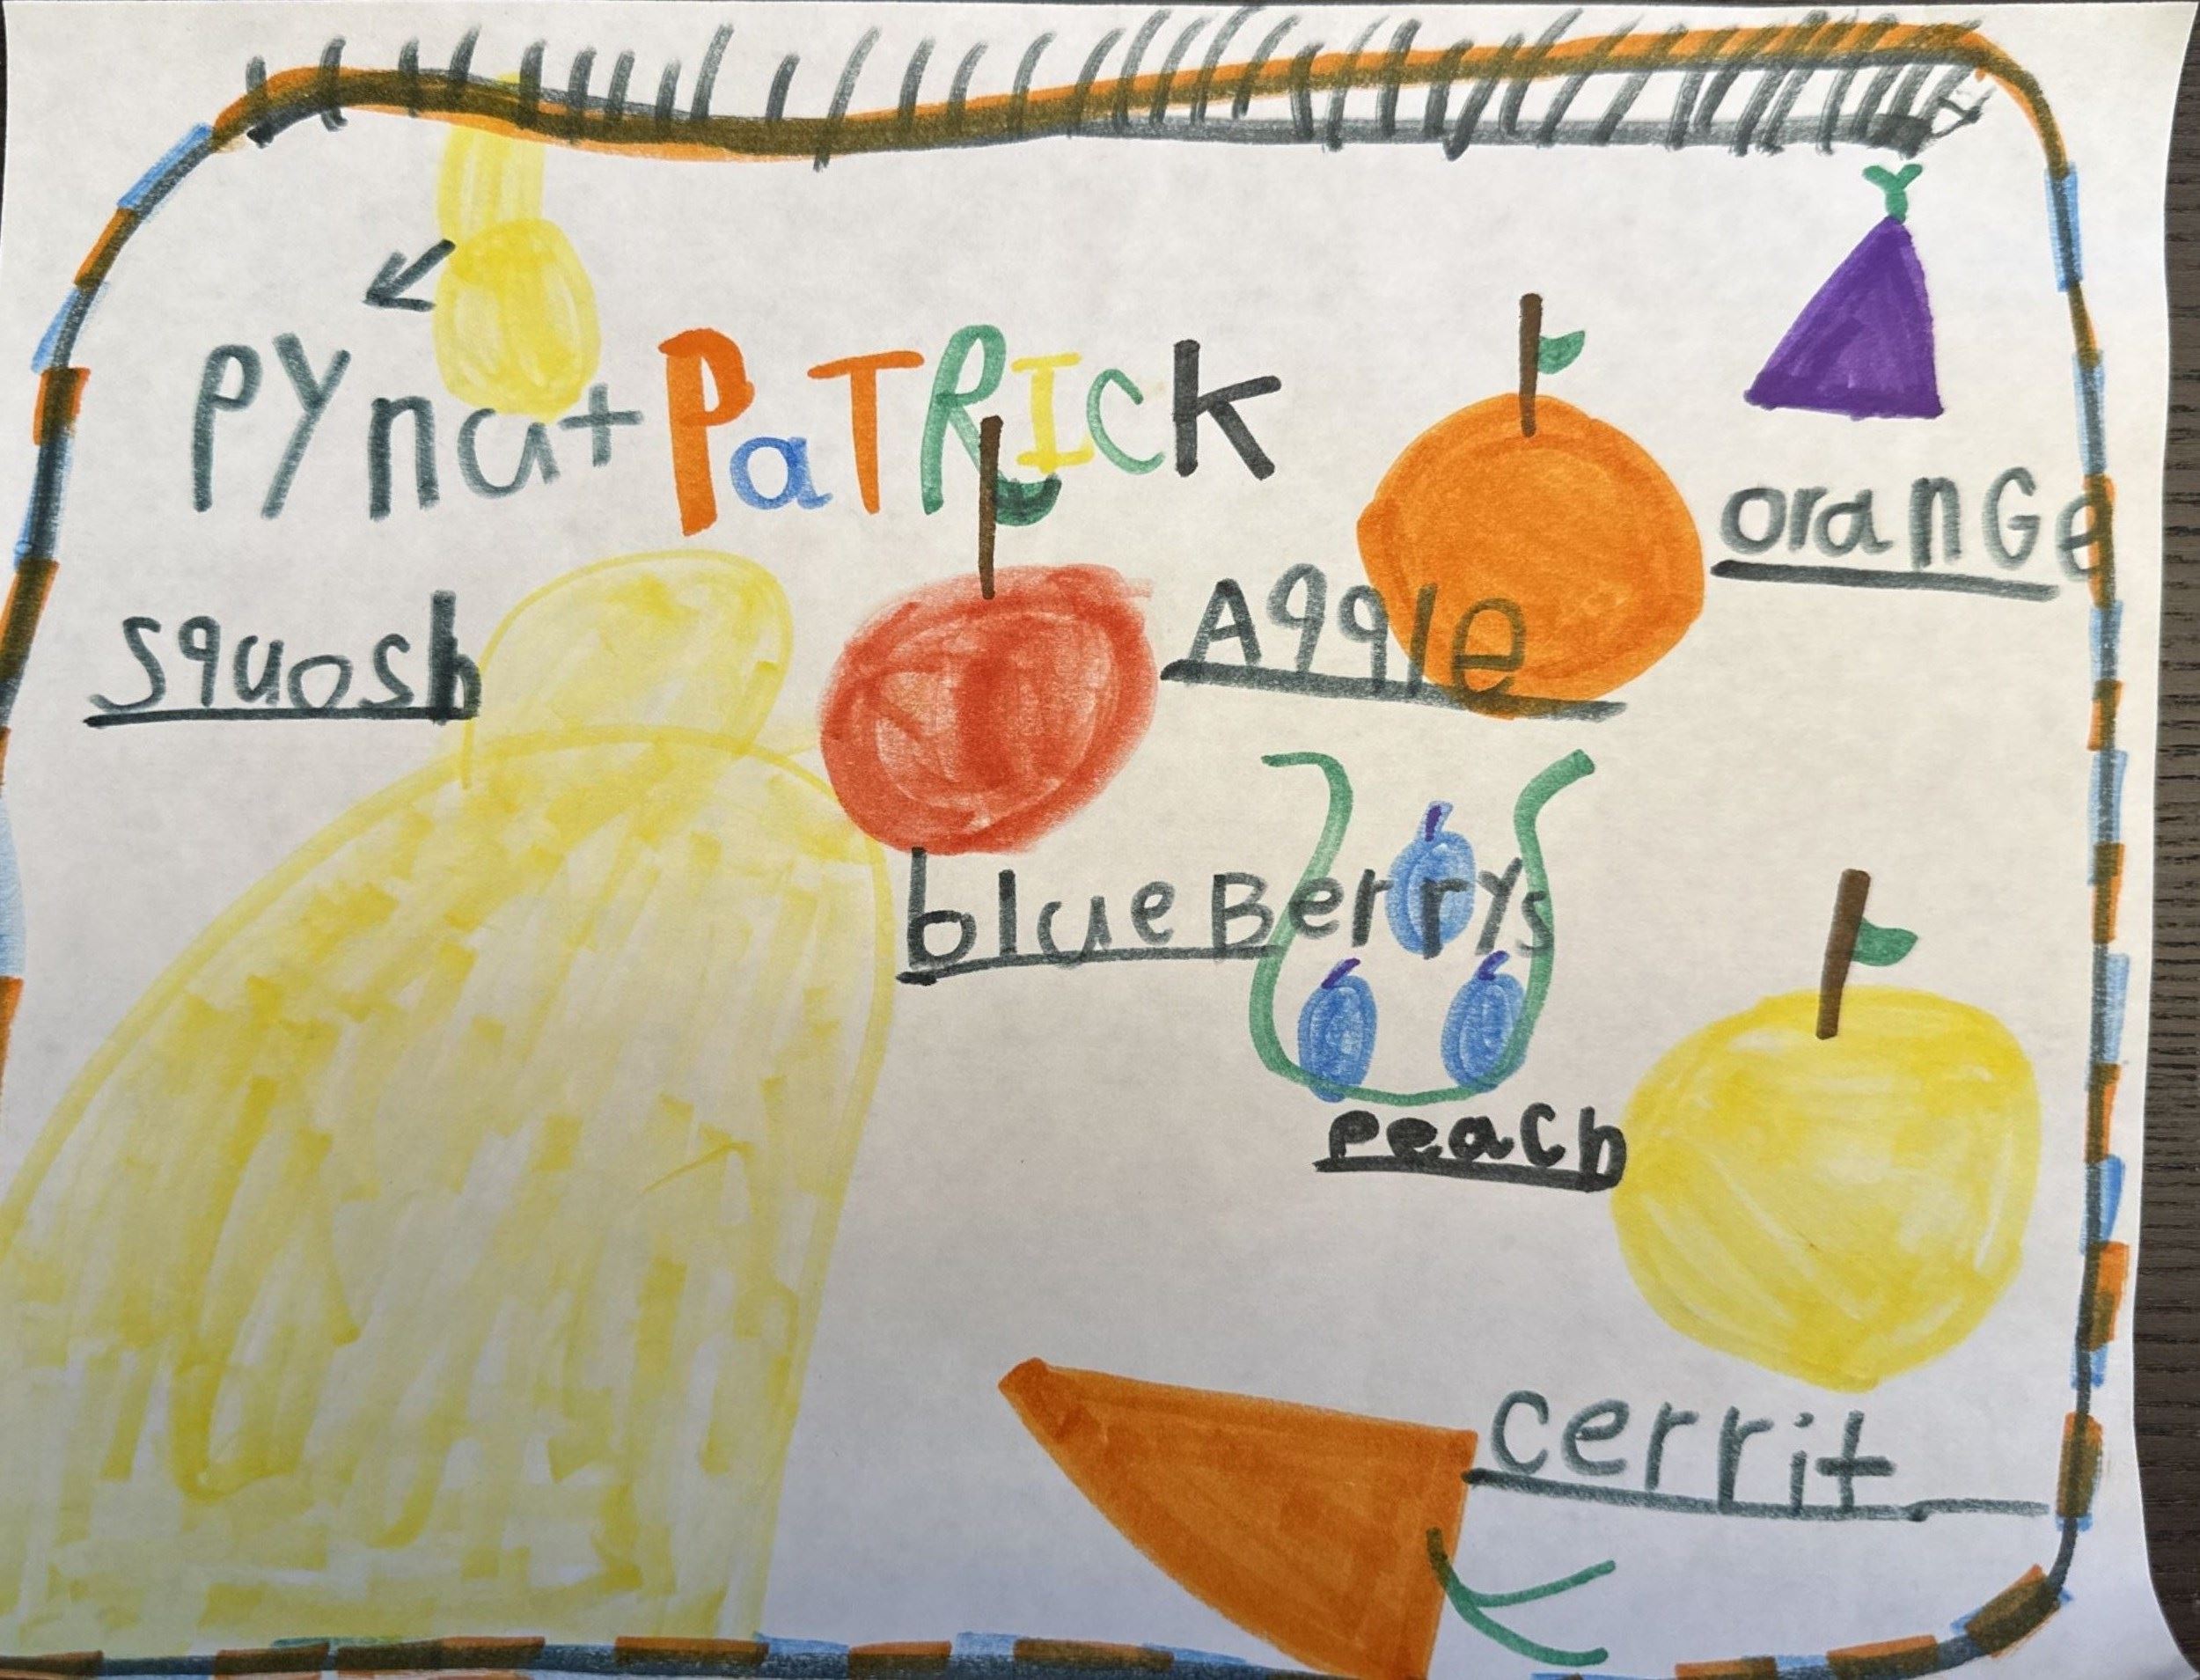 PYnat PaTRIcK
oranGe
squosh
Aqqle
blueBerrys
peach
cerrit